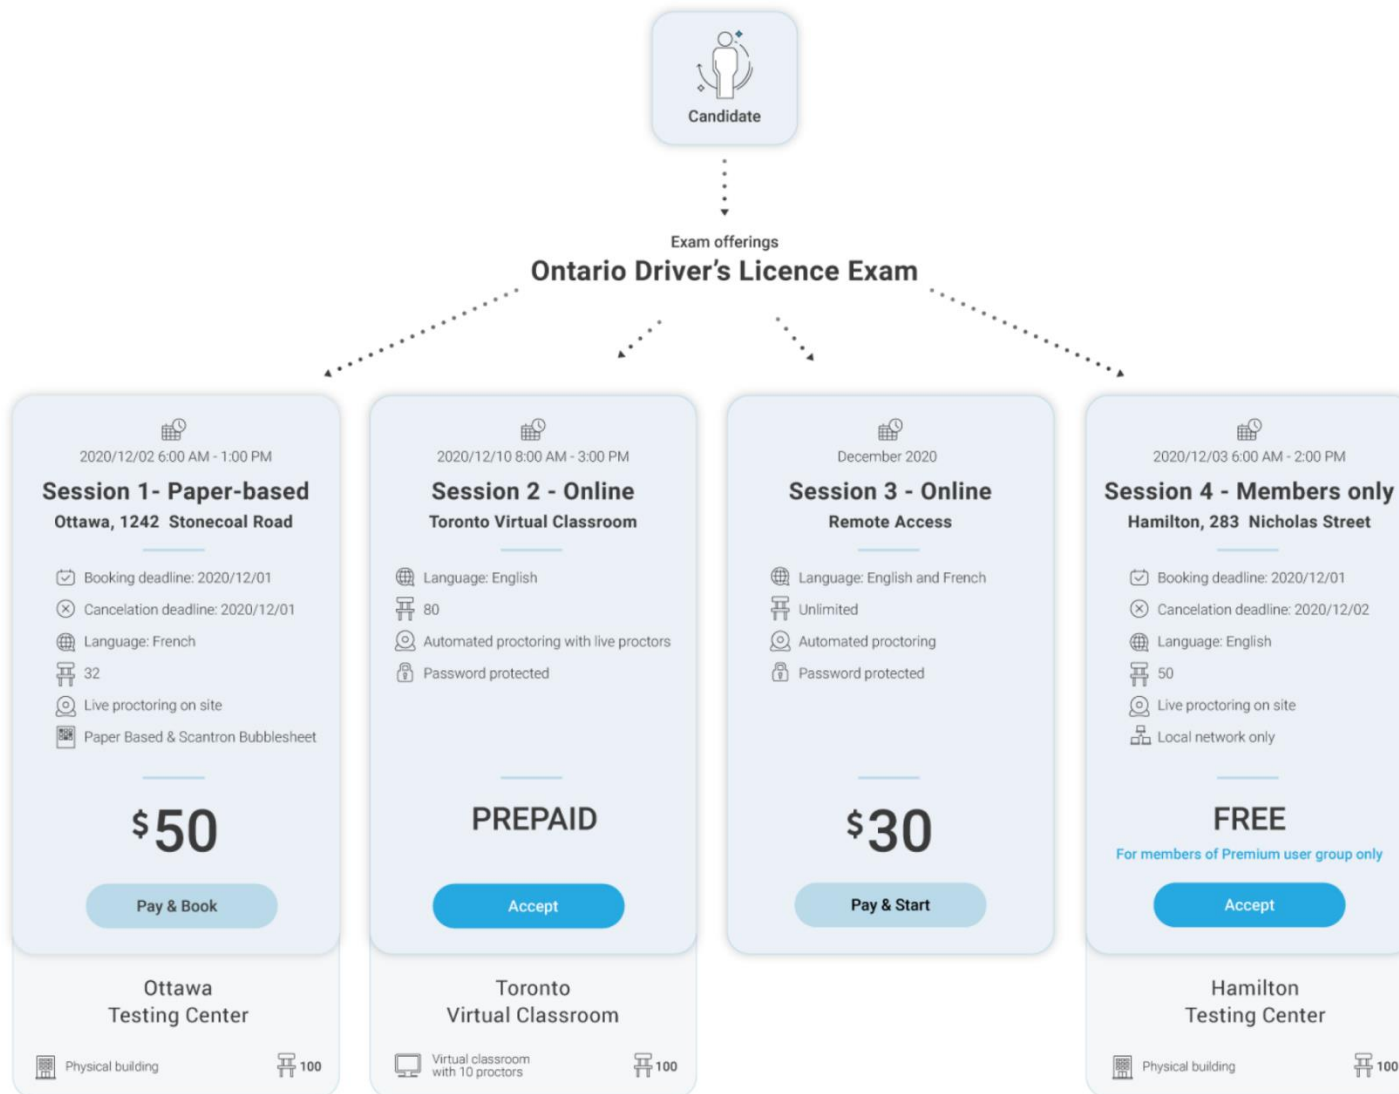 Candidate
Exam offerings
Ontario Driver's Licence Exam
2020/12/02 6:00 AM - 1:00 PM
Session 1- Paper-based
Ottawa, 1242 Stonecoal Road
Booking deadline: 2020/12/01
Cancelation deadline: 2020/12/01
Language: French
32
Live proctoring on site
Paper Based & Scantron Bubblesheet
$50
Pay & Book
Ottawa
Testing Center
Physical building
100
2020/12/10 8:00 AM - 3:00 PM
Session 2 - Online
Toronto Virtual Classroom
Language: English
80
Automated proctoring with live proctors
Password protected
PREPAID
Accept
Toronto
Virtual Classroom
Virtual classroom
with 10 proctors
100
December 2020
Session 3 - Online
Remote Access
Language: English and French
Unlimited
Automated proctoring
Password protected
$30
Pay & Start
2020/12/03 6:00 AM - 2:00 PM
Session 4 - Members only
Hamilton, 283 Nicholas Street
Booking deadline: 2020/12/01
Cancelation deadline: 2020/12/02
Language: English
50
Live proctoring on site
Local network only
FREE
For members of Premium user group only
Accept
Hamilton
Testing Center
Physical building
100